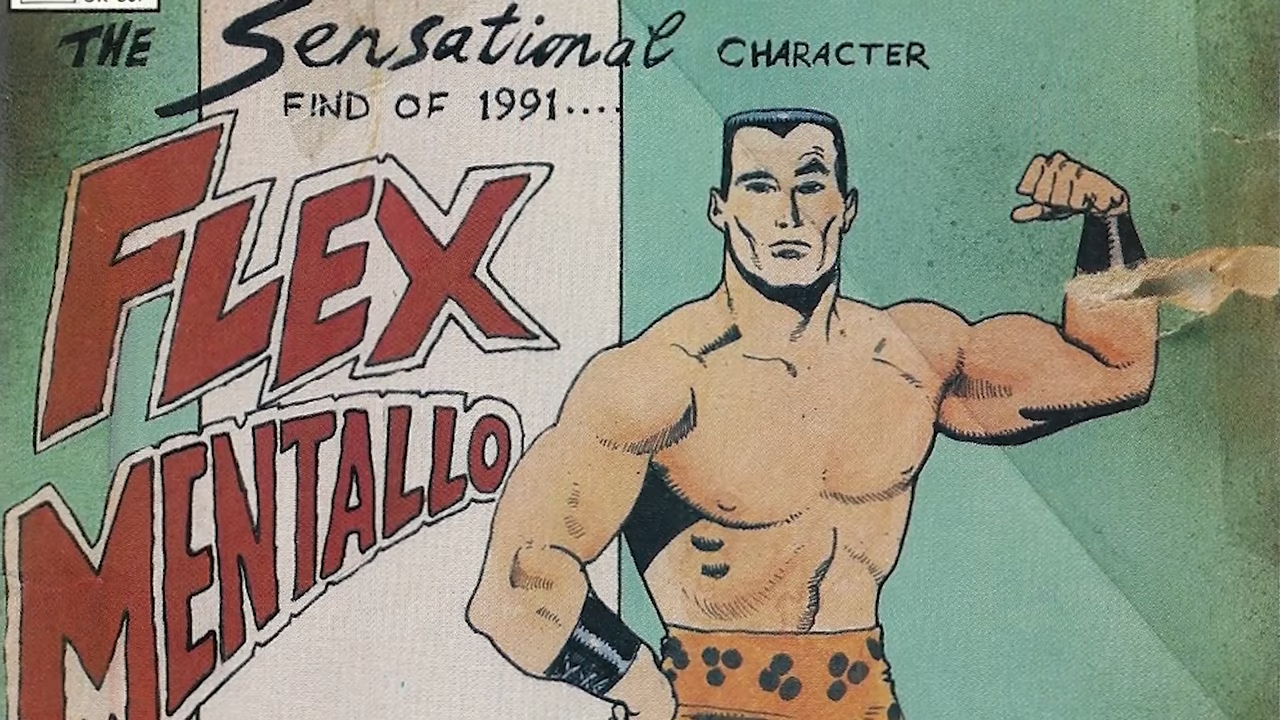 THE Sensational CHARACTER
FIND OF 1991....
FLEX
MENTALLO